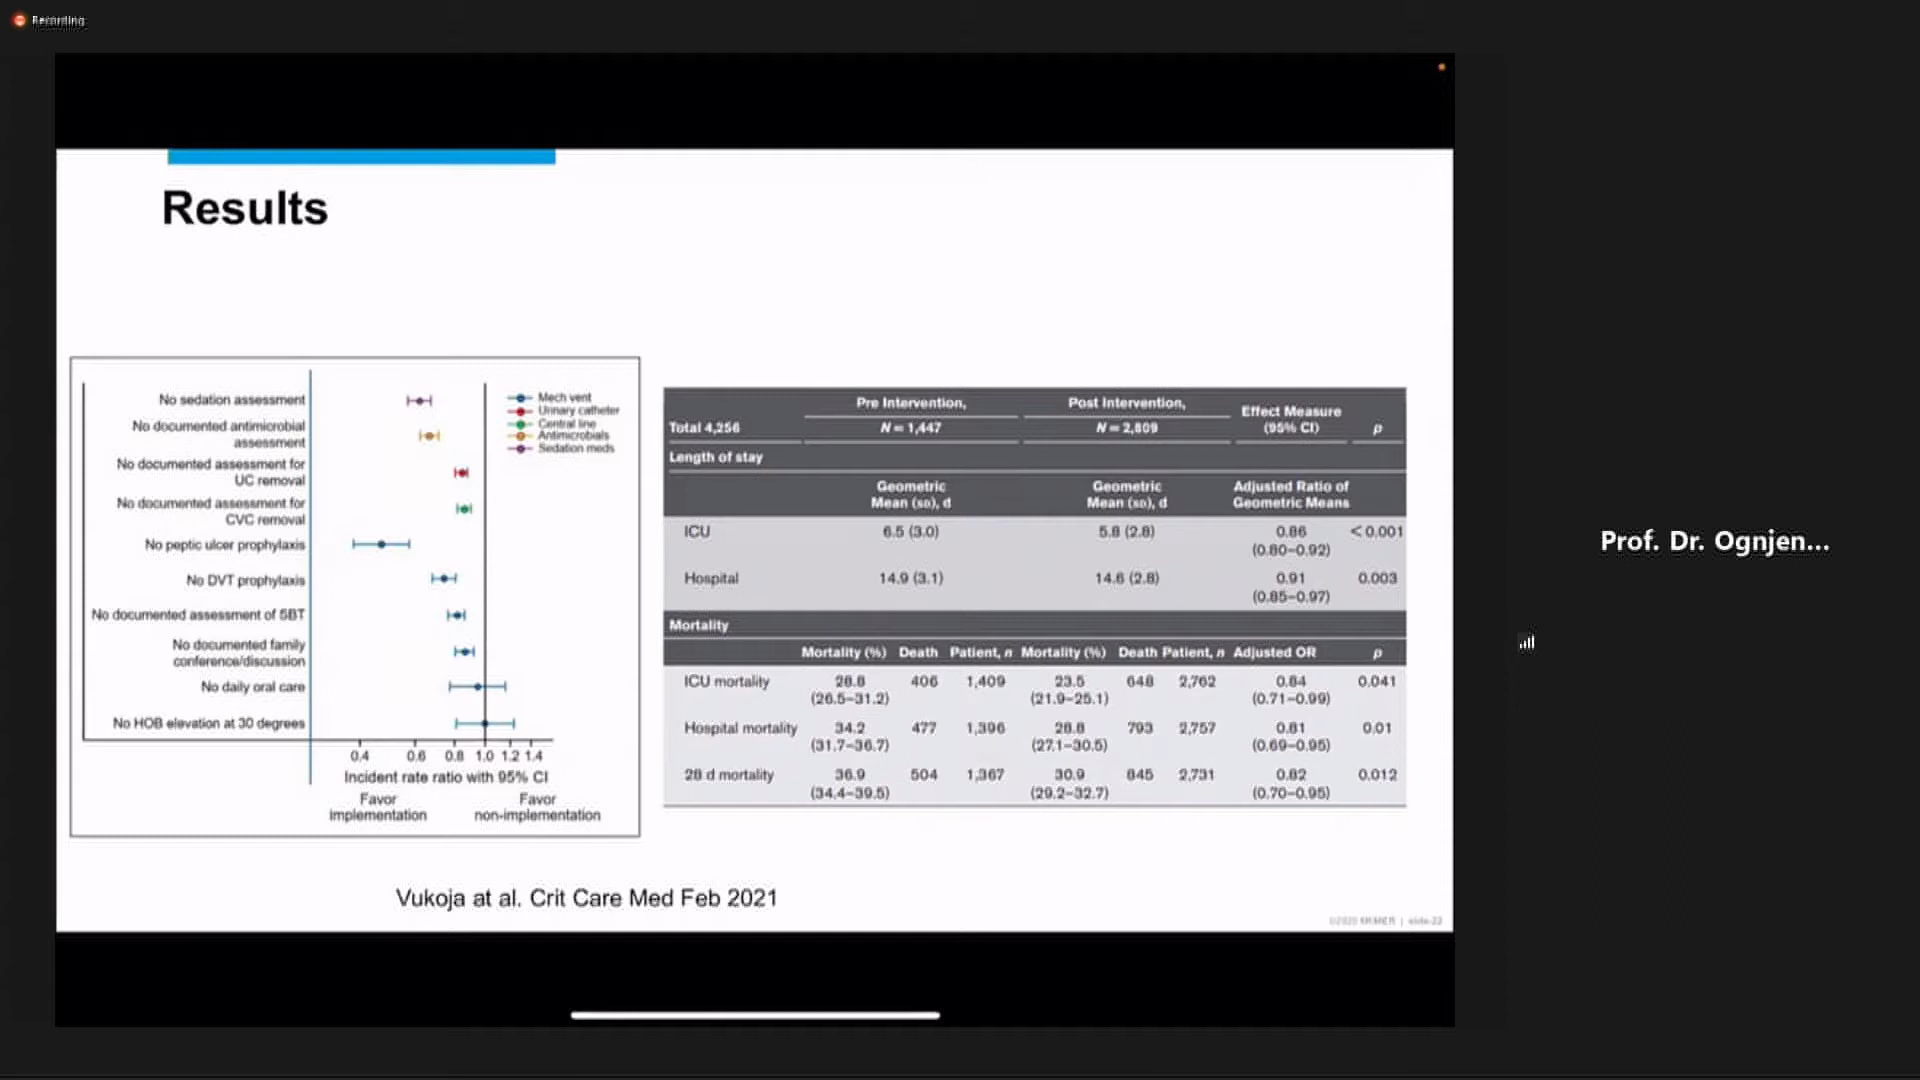 Recording
Results
No sedation assessment
No documented antimicrobial
assessment
No documented assessment for
UC removal
No documented assessment for
CVC removal
No peptic ulcer prophylaxis
No DVT prophylaxis
No documented assessment of SBT
No documented family
conference/discussion
No daily oral care
No HOB elevation at 30 degrees
Mech vent
Urinary catheter
Central line
Antimicrobials
Sedation meds
0.4 0.6 0.8 1.0 1.2 1.4
Incident rate ratio with 95% CI
Favor
implementation
Favor
non-implementation
Pre Intervention, Post Intervention, Effect Measure
Total 4,256 N = 1,447 N = 2,809 (95% CI) p
Length of stay
Geometric Geometric Adjusted Ratio of
Mean (SD), d Mean (SD), d Geometric Means
ICU 6.5 (3.0) 5.8 (2.8) 0.86 < 0.001
(0.80–0.92)
Hospital 14.9 (3.1) 14.6 (2.8) 0.91 0.003
(0.85–0.97)
Mortality
Mortality (%) Death Patient, n Mortality (%) Death Patient, n Adjusted OR p
ICU mortality 28.8 406 1,409 23.5 648 2,762 0.84 0.041
(26.5–31.2) (21.9–25.1) (0.71–0.99)
Hospital mortality 34.2 477 1,396 28.8 793 2,757 0.81 0.01
(31.7–36.7) (27.1–30.5) (0.69–0.95)
28 d mortality 36.9 504 1,367 30.9 845 2,731 0.82 0.012
(34.4–39.5) (29.2–32.7) (0.70–0.95)
Vukoja at al. Crit Care Med Feb 2021
slide-22
Prof. Dr. Ognjen...